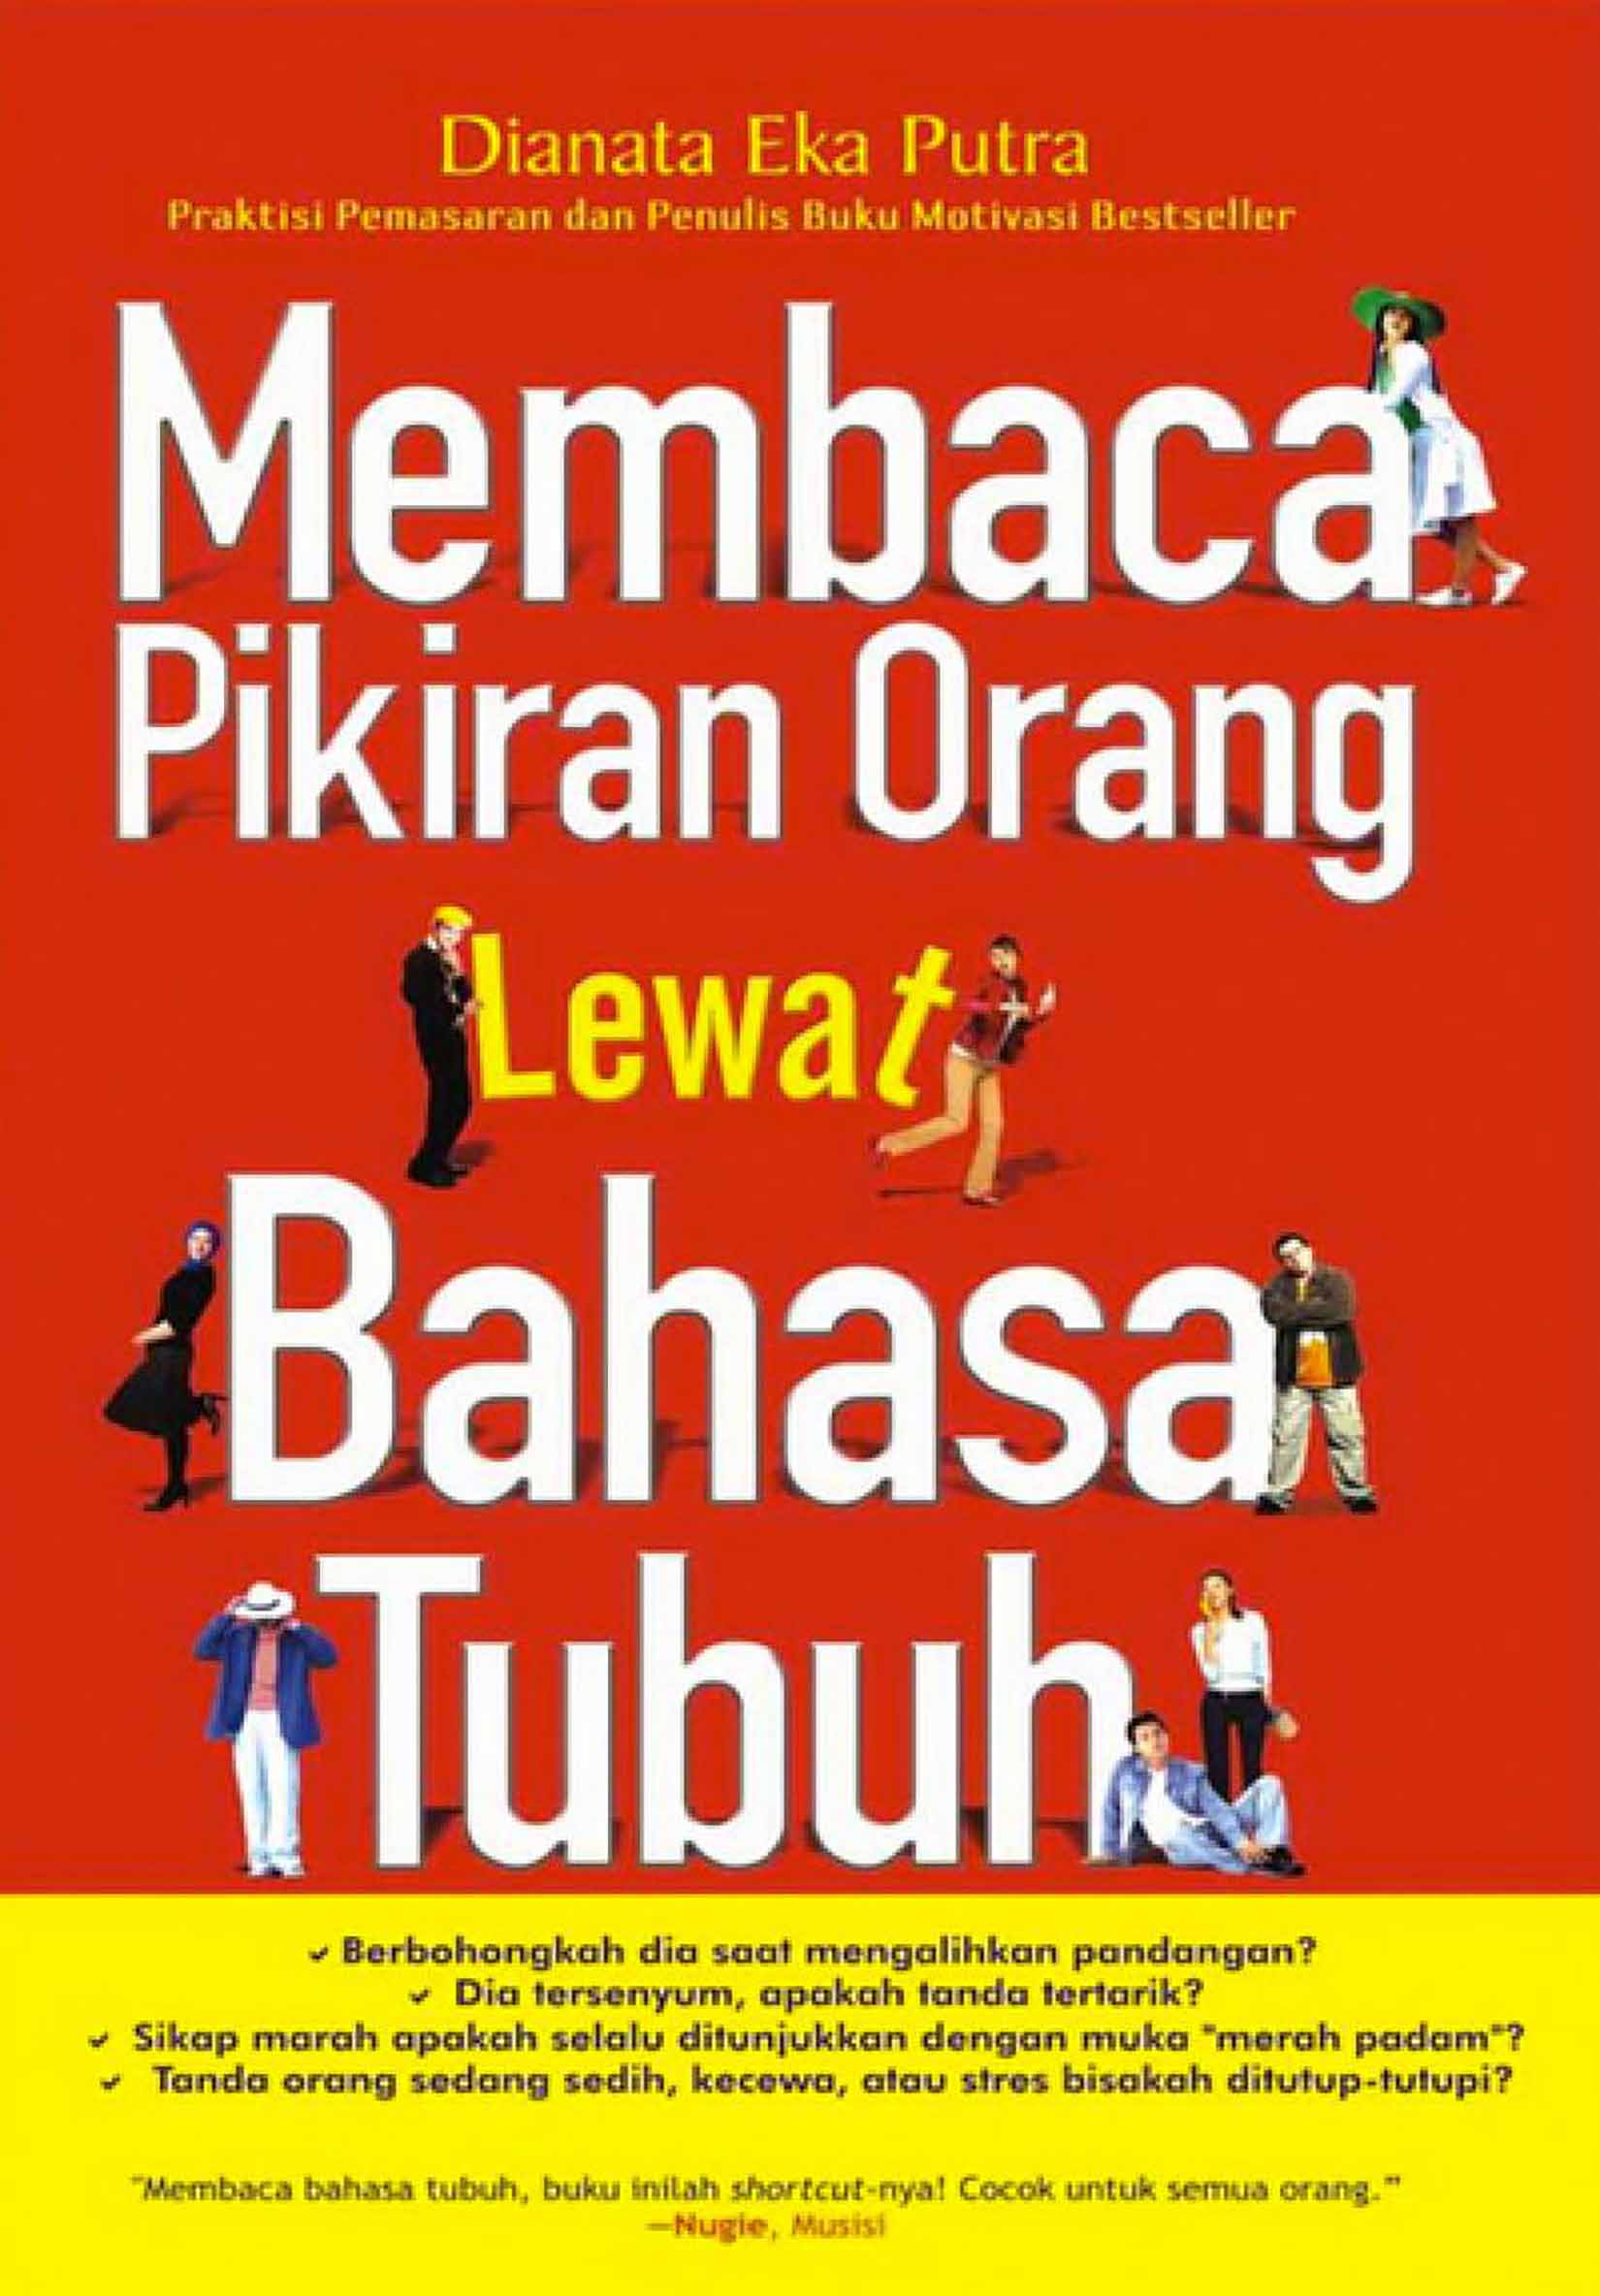 Dianata Eka Putra
Praktisi Pemasaran dan Penulis Buku Motivasi Bestseller
Membaca
Pikiran Orang
Lewat
Bahasa
Tubuh
✓ Berbohongkah dia saat mengalihkan pandangan?
✓ Dia tersenyum, apakah tanda tertarik?
✓ Sikap marah apakah selalu ditunjukkan dengan muka "merah padam"?
✓ Tanda orang sedang sedih, kecewa, atau stres bisakah ditutup-tutupi?
"Membaca bahasa tubuh, buku inilah shortcut-nya! Cocok untuk semua orang."
—Nugie, Musisi